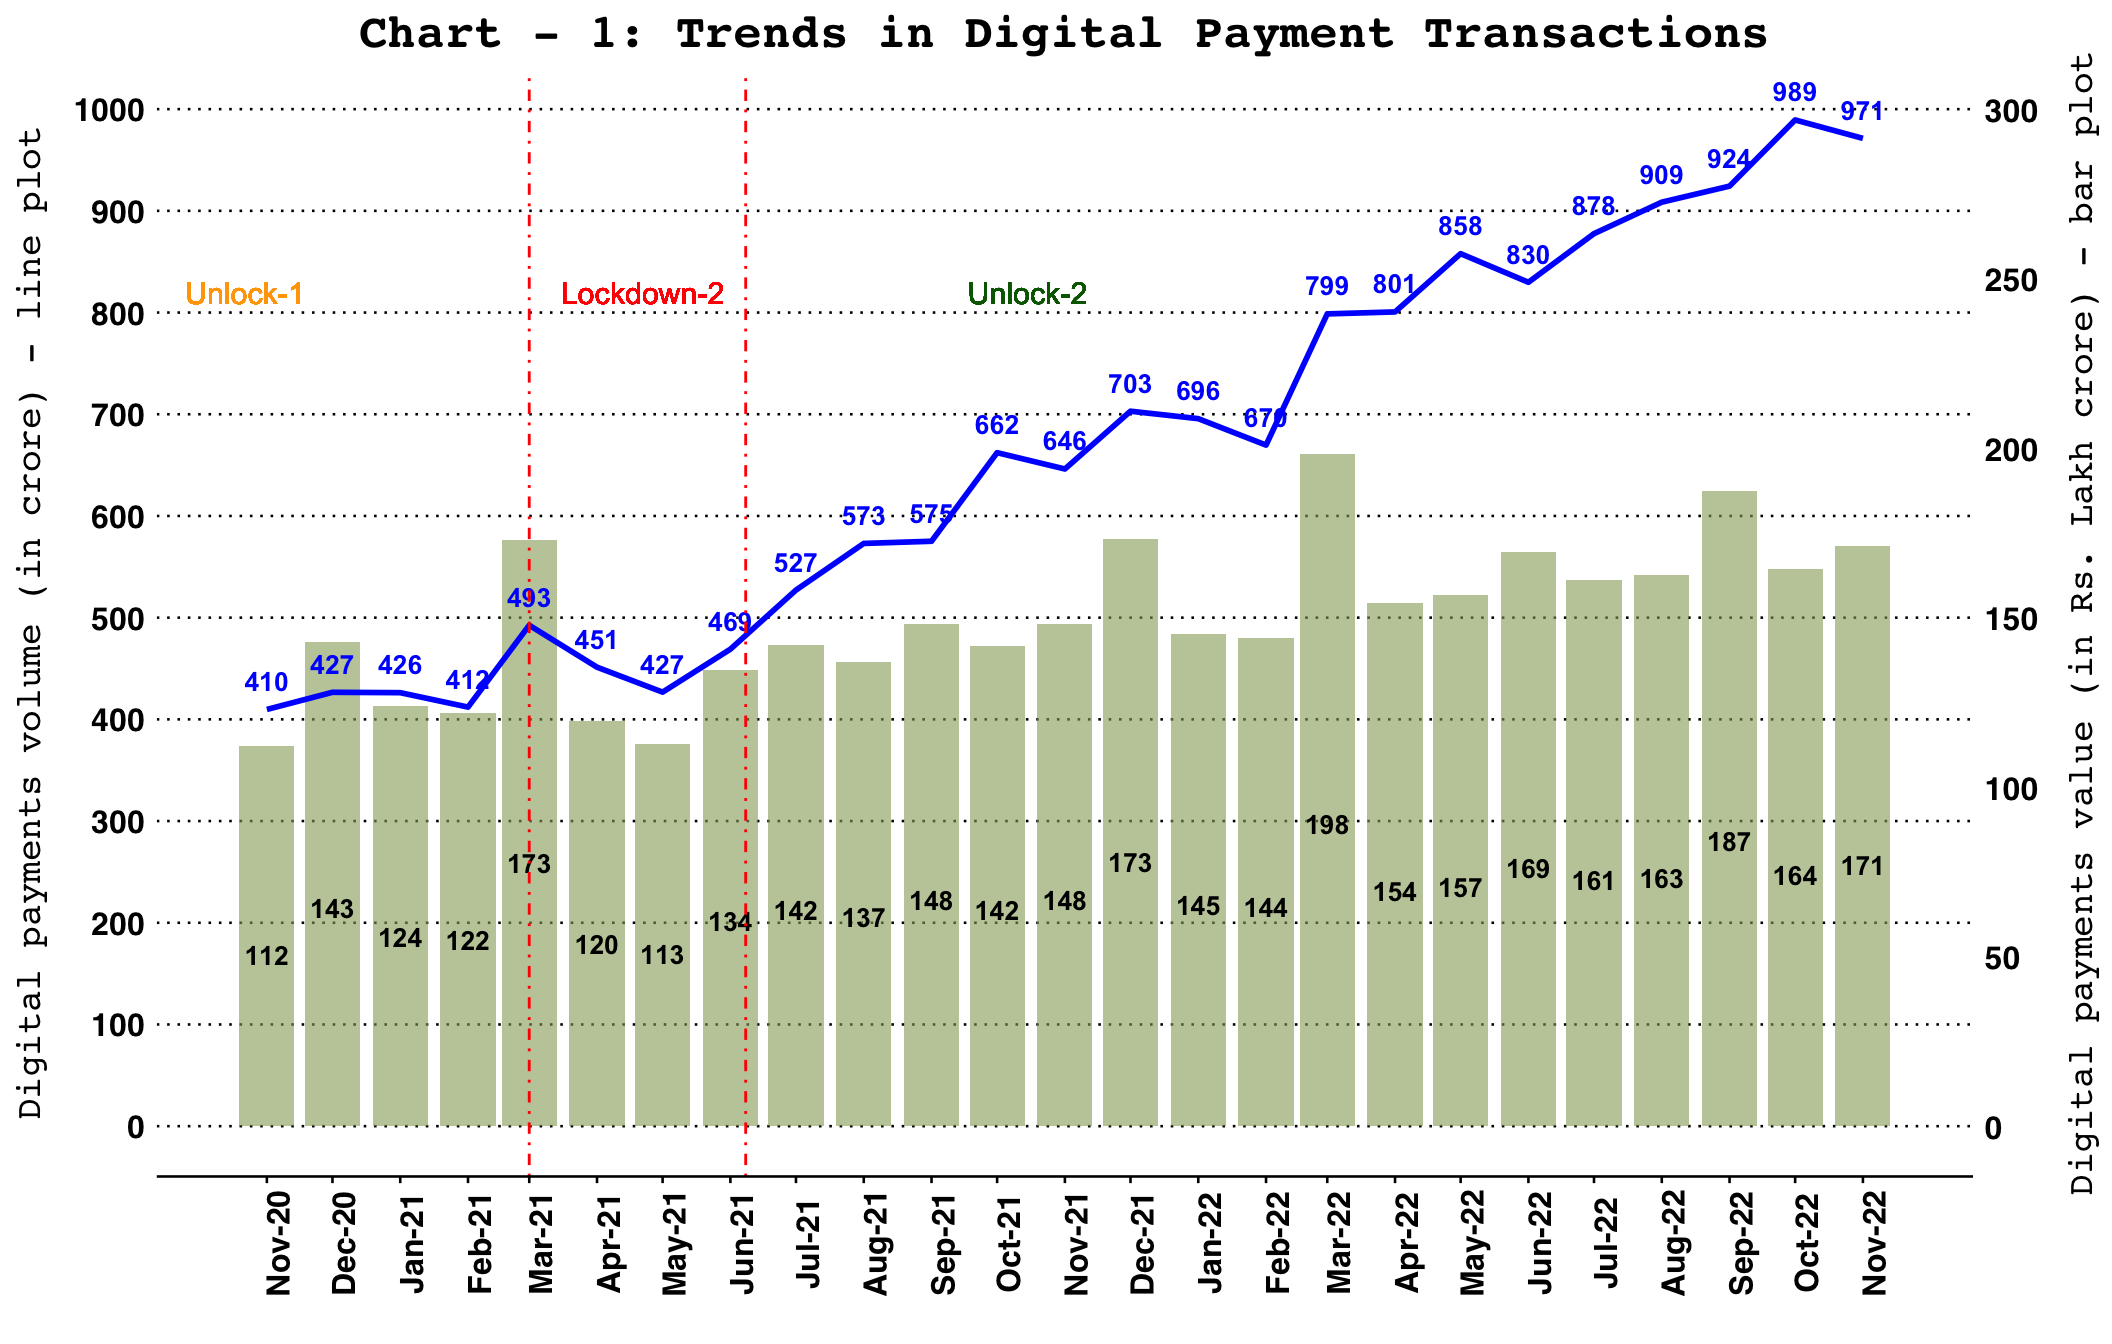 Chart – 1: Trends in Digital Payment Transactions
Digital payments volume (in crore) – line plot
1000
900
800
700
600
500
400
300
200
100
0
Unlock-1
Lockdown-2
Unlock-2
410
427
426
412
493
451
427
469
527
573
575
662
646
703
696
670
799
801
858
830
878
909
924
989
971
112
143
124
122
173
120
113
134
142
137
148
142
148
173
145
144
198
154
157
169
161
163
187
164
171
300
250
200
150
100
50
0
Digital payments value (in Rs. Lakh crore) – bar plot
Nov-20
Dec-20
Jan-21
Feb-21
Mar-21
Apr-21
May-21
Jun-21
Jul-21
Aug-21
Sep-21
Oct-21
Nov-21
Dec-21
Jan-22
Feb-22
Mar-22
Apr-22
May-22
Jun-22
Jul-22
Aug-22
Sep-22
Oct-22
Nov-22